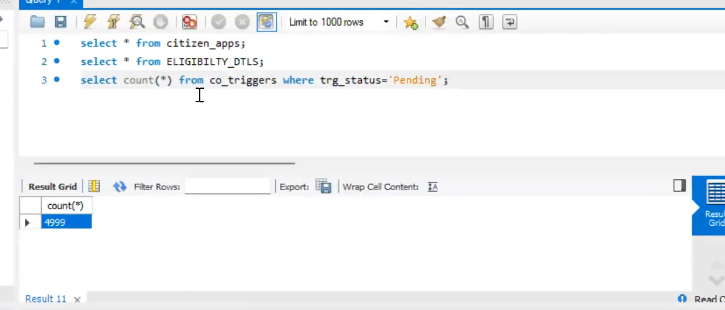 Query 1
Limit to 1000 rows
1 select * from citizen_apps;
2 select * from ELIGIBILTY_DTLS;
3 select count(*) from co_triggers where trg_status='Pending';
Result Grid Filter Rows: Export: Wrap Cell Content: IA
count(*)
4999
Result
Grid
Result 11 Read O